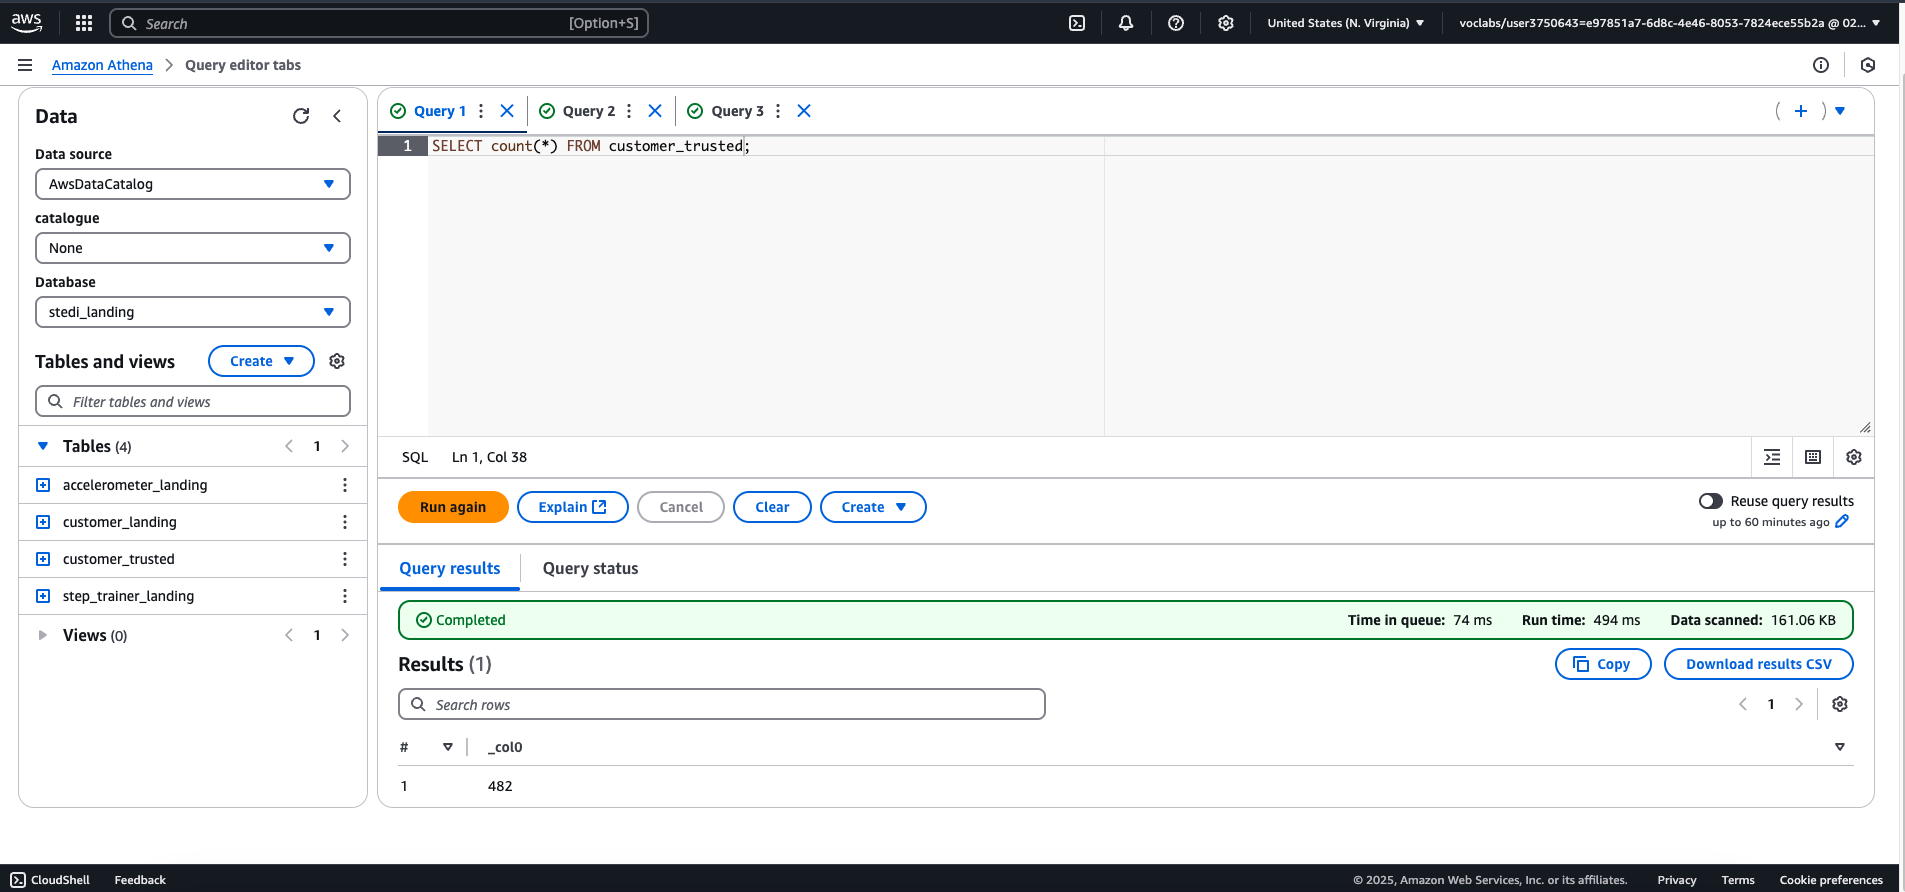 aws
Search
[Option+S]
United States (N. Virginia)
voclabs/user3750643=e97851a7-6d8c-4e46-8053-7824ece55b2a @ 02...
Amazon Athena
Query editor tabs
Data
Data source
AwsDataCatalog
catalogue
None
Database
stedi_landing
Tables and views
Create
Filter tables and views
Tables (4)
1
accelerometer_landing
customer_landing
customer_trusted
step_trainer_landing
Views (0)
1
Query 1
Query 2
Query 3
1 SELECT count(*) FROM customer_trusted;
SQL
Ln 1, Col 38
Run again
Explain
Cancel
Clear
Create
Reuse query results
up to 60 minutes ago
Query results
Query status
Completed
Time in queue: 74 ms
Run time: 494 ms
Data scanned: 161.06 KB
Results (1)
Copy
Download results CSV
Search rows
1
# _col0
1 482
CloudShell
Feedback
© 2025, Amazon Web Services, Inc. or its affiliates.
Privacy
Terms
Cookie preferences